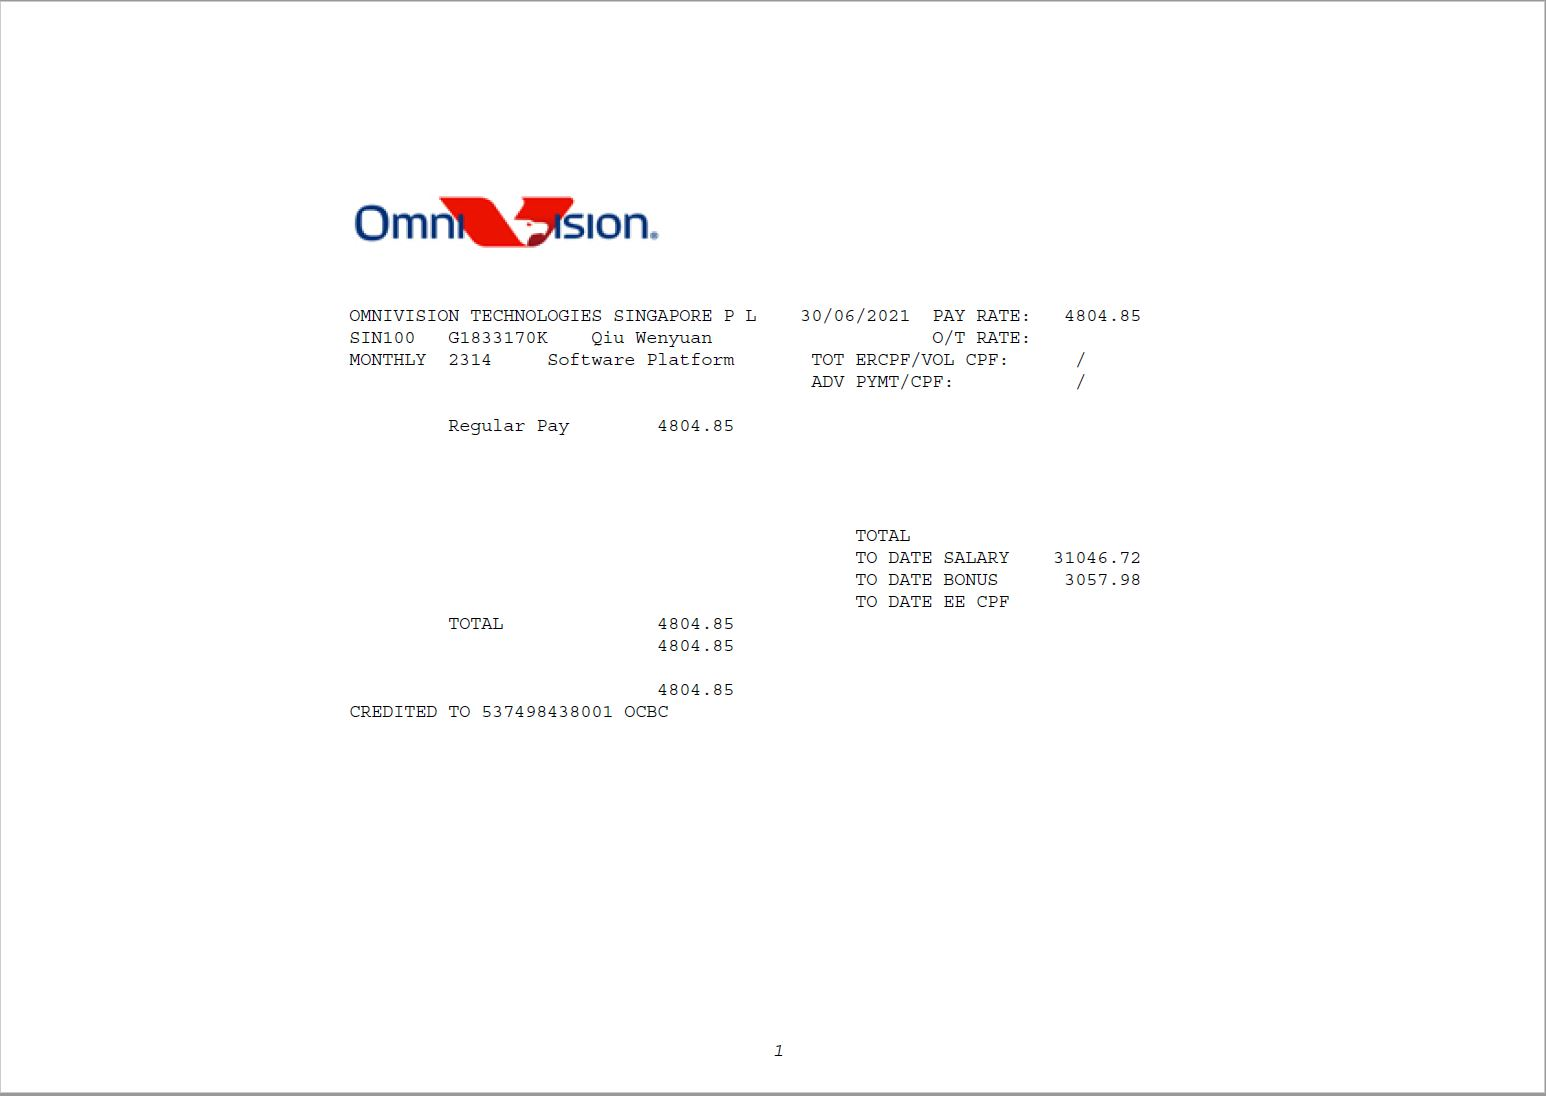 OmniVision®
OMNIVISION TECHNOLOGIES SINGAPORE P L 30/06/2021 PAY RATE: 4804.85
SIN100 G1833170K Qiu Wenyuan O/T RATE:
MONTHLY 2314 Software Platform TOT ERCPF/VOL CPF: /
ADV PYMT/CPF: /
Regular Pay 4804.85
TOTAL
TO DATE SALARY 31046.72
TO DATE BONUS 3057.98
TO DATE EE CPF
TOTAL 4804.85
4804.85
4804.85
CREDITED TO 537498438001 OCBC
1